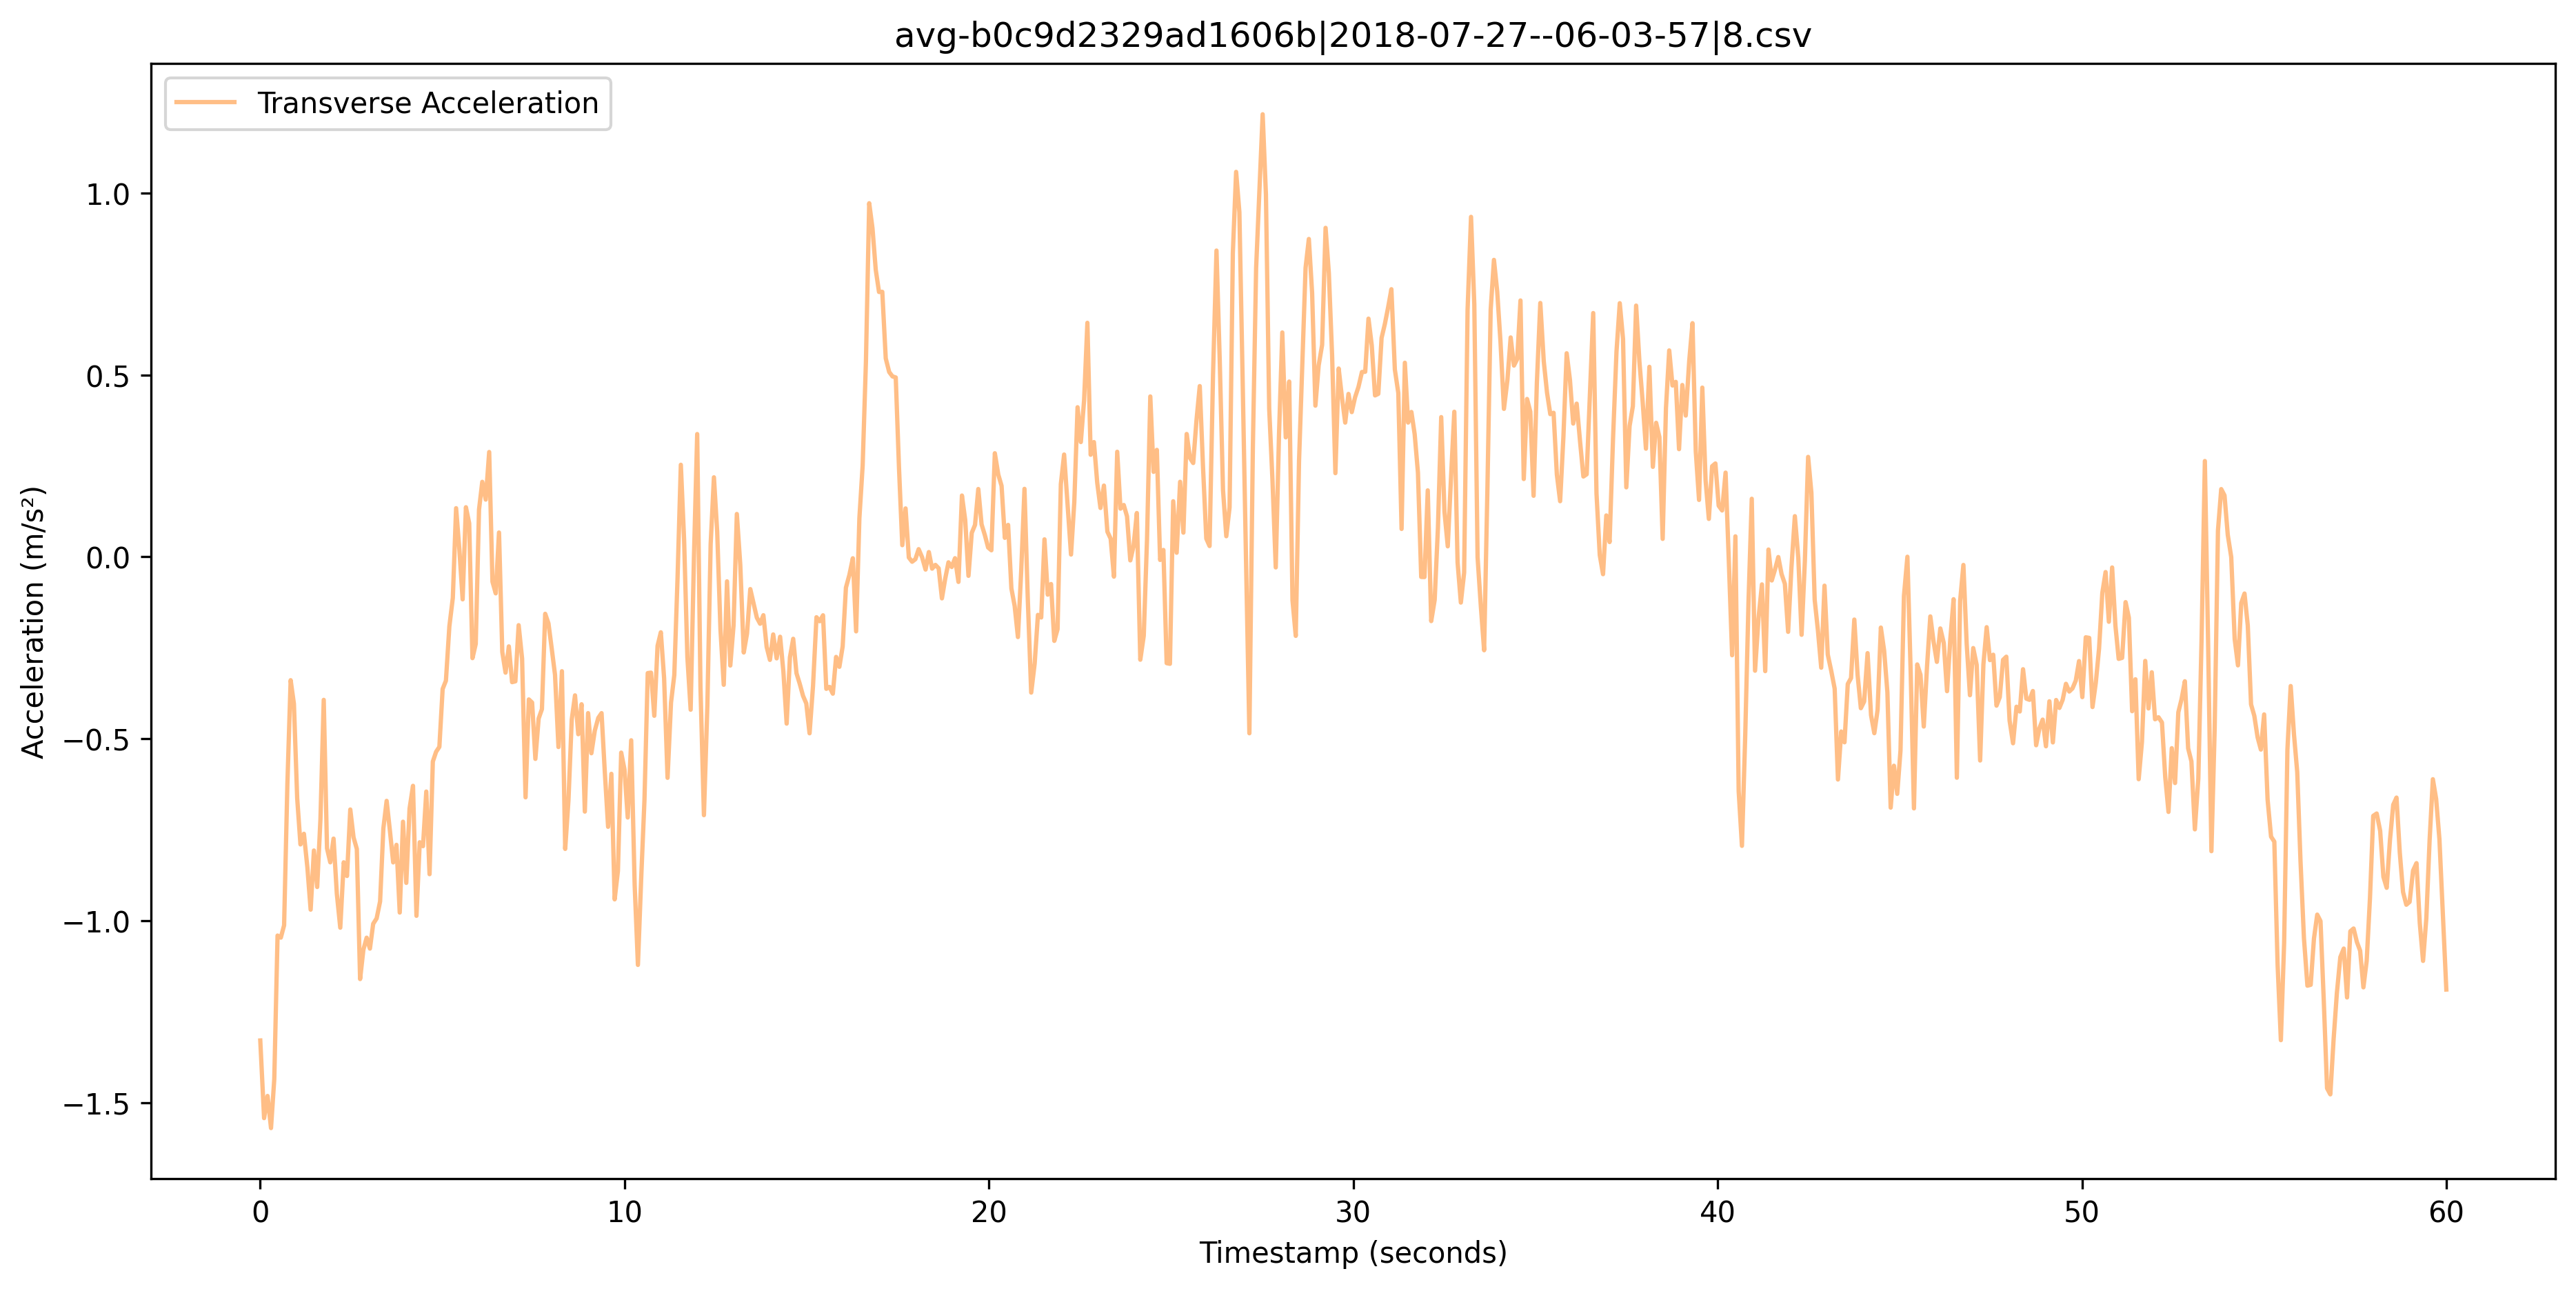 avg-b0c9d2329ad1606b|2018-07-27--06-03-57|8.csv
Transverse Acceleration
Acceleration (m/s²)
1.0
0.5
0.0
−0.5
−1.0
−1.5
0 10 20 30 40 50 60
Timestamp (seconds)